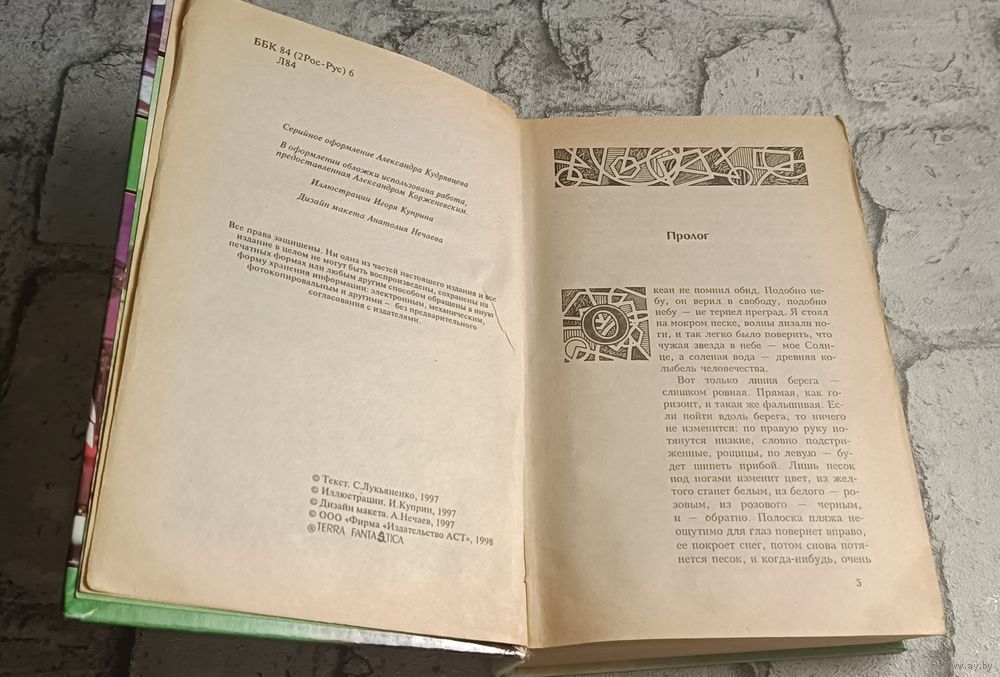 ББК 84 (2Рос-Рус) 6
Л84
Серийное оформление Александра Кудрявцева
В оформлении обложки использована работа,
предоставленная Александром Корженевским.
Иллюстрации Игоря Куприна
Дизайн макета Анатолия Нечаева
Все права защищены. Ни одна из частей настоящего издания и все
издание в целом не могут быть воспроизведены, сохранены на
печатных формах или любым другим способом обращены в иную
форму хранения информации: электронным, механическим,
фотокопировальным и другими — без предварительного
согласования с издателями.
© Текст. С.Лукьяненко, 1997
© Иллюстрации. И.Куприн, 1997
© Дизайн макета. А.Нечаев, 1997
© ООО «Фирма «Издательство АСТ», 1998
® TERRA FANTASTICA
Пролог
кеан не помнил обид. Подобно не-
бу, он верил в свободу, подобно
небу — не терпел преград. Я стоял
на мокром песке, волны лизали но-
ги, и так легко было поверить, что
чужая звезда в небе — мое Солн-
це, а соленая вода — древняя ко-
лыбель человечества.
Вот только линия берега —
слишком ровная. Прямая, как го-
ризонт, и такая же фальшивая. Ес-
ли пойти вдоль берега, то ничего
не изменится: по правую руку по-
тянутся низкие, словно подстри-
женные, рощицы, по левую — бу-
дет шипеть прибой. Лишь песок
под ногами изменит цвет, из жел-
того станет белым, из белого — ро-
зовым, из розового — черным,
и — обратно. Полоска пляжа не-
ощутимо для глаз повернет вправо,
ее покроет снег, потом снова потя-
нется песок, и когда-нибудь, очень
5
www.ay.by